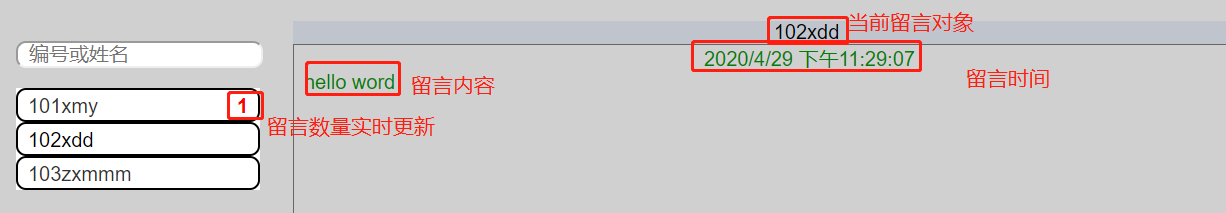 编号或姓名
101xmy 1
留言数量实时更新
102xdd
103zxmmm
102xdd 当前留言对象
2020/4/29 下午11:29:07 留言时间
hello word 留言内容